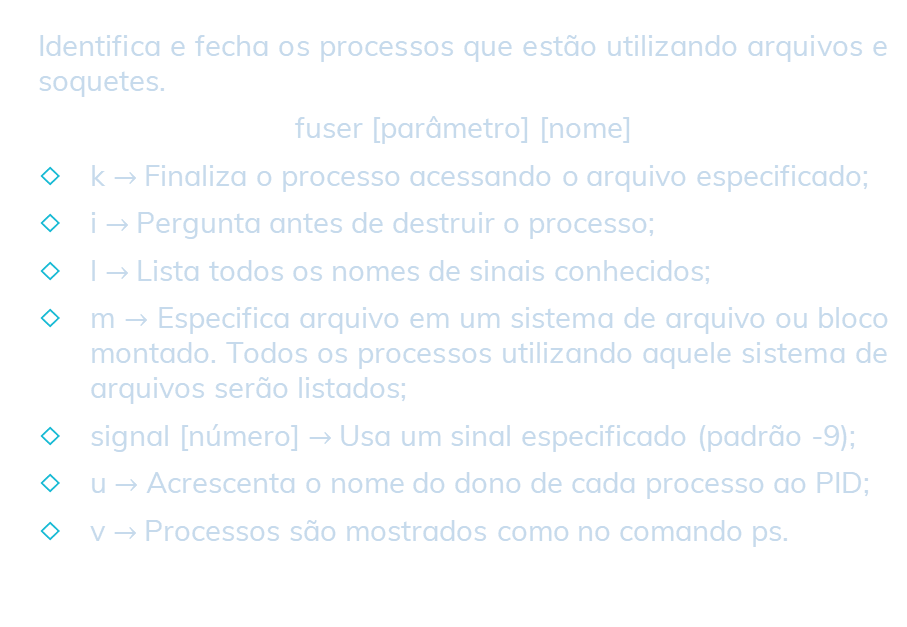 Identifica e fecha os processos que estão utilizando arquivos e
soquetes.
fuser [parâmetro] [nome]
k → Finaliza o processo acessando o arquivo especificado;
i → Pergunta antes de destruir o processo;
l → Lista todos os nomes de sinais conhecidos;
m → Especifica arquivo em um sistema de arquivo ou bloco
montado. Todos os processos utilizando aquele sistema de
arquivos serão listados;
signal [número] → Usa um sinal especificado (padrão -9);
u → Acrescenta o nome do dono de cada processo ao PID;
v → Processos são mostrados como no comando ps.